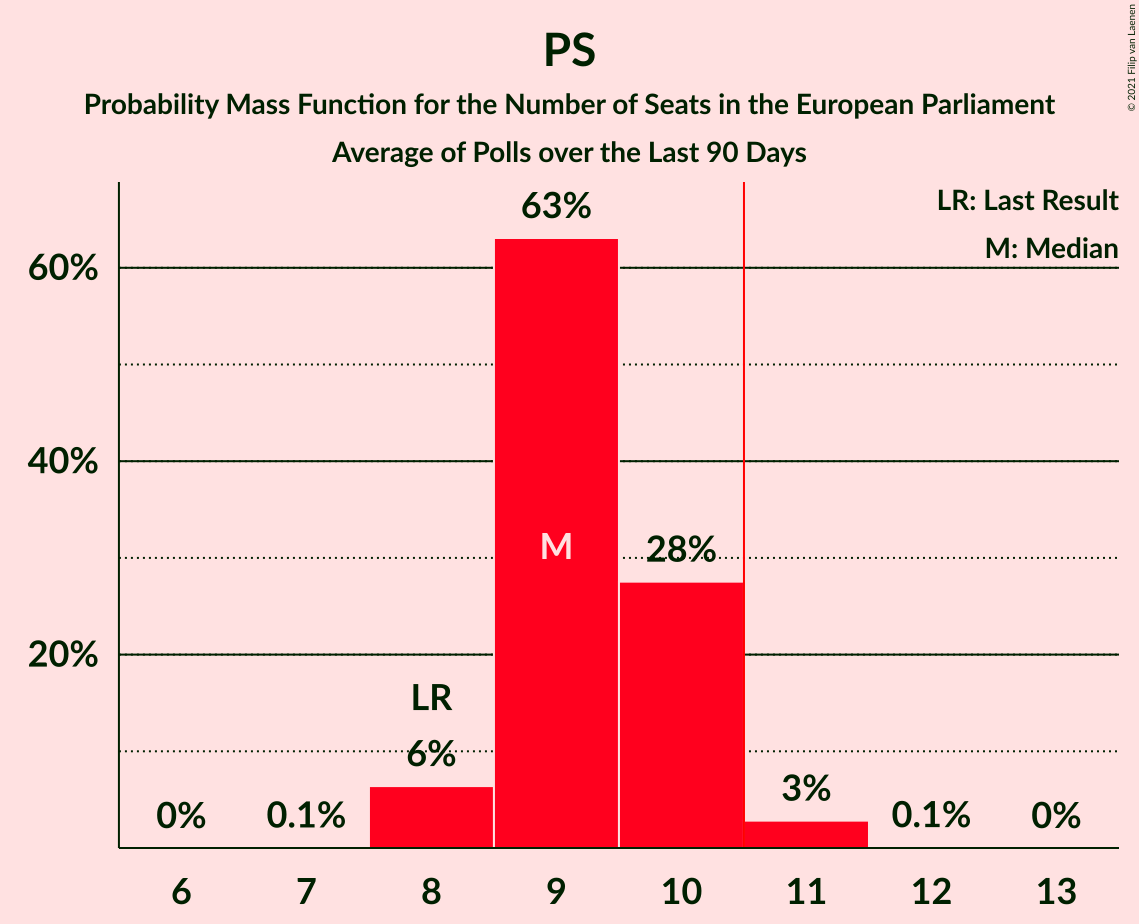 PS
Probability Mass Function for the Number of Seats in the European Parliament
Average of Polls over the Last 90 Days
© 2021 Filip van Laenen
LR: Last Result
M: Median
60%
40%
20%
0%
0.1%
LR
6%
63%
M
28%
3%
0.1%
0%
6 7 8 9 10 11 12 13